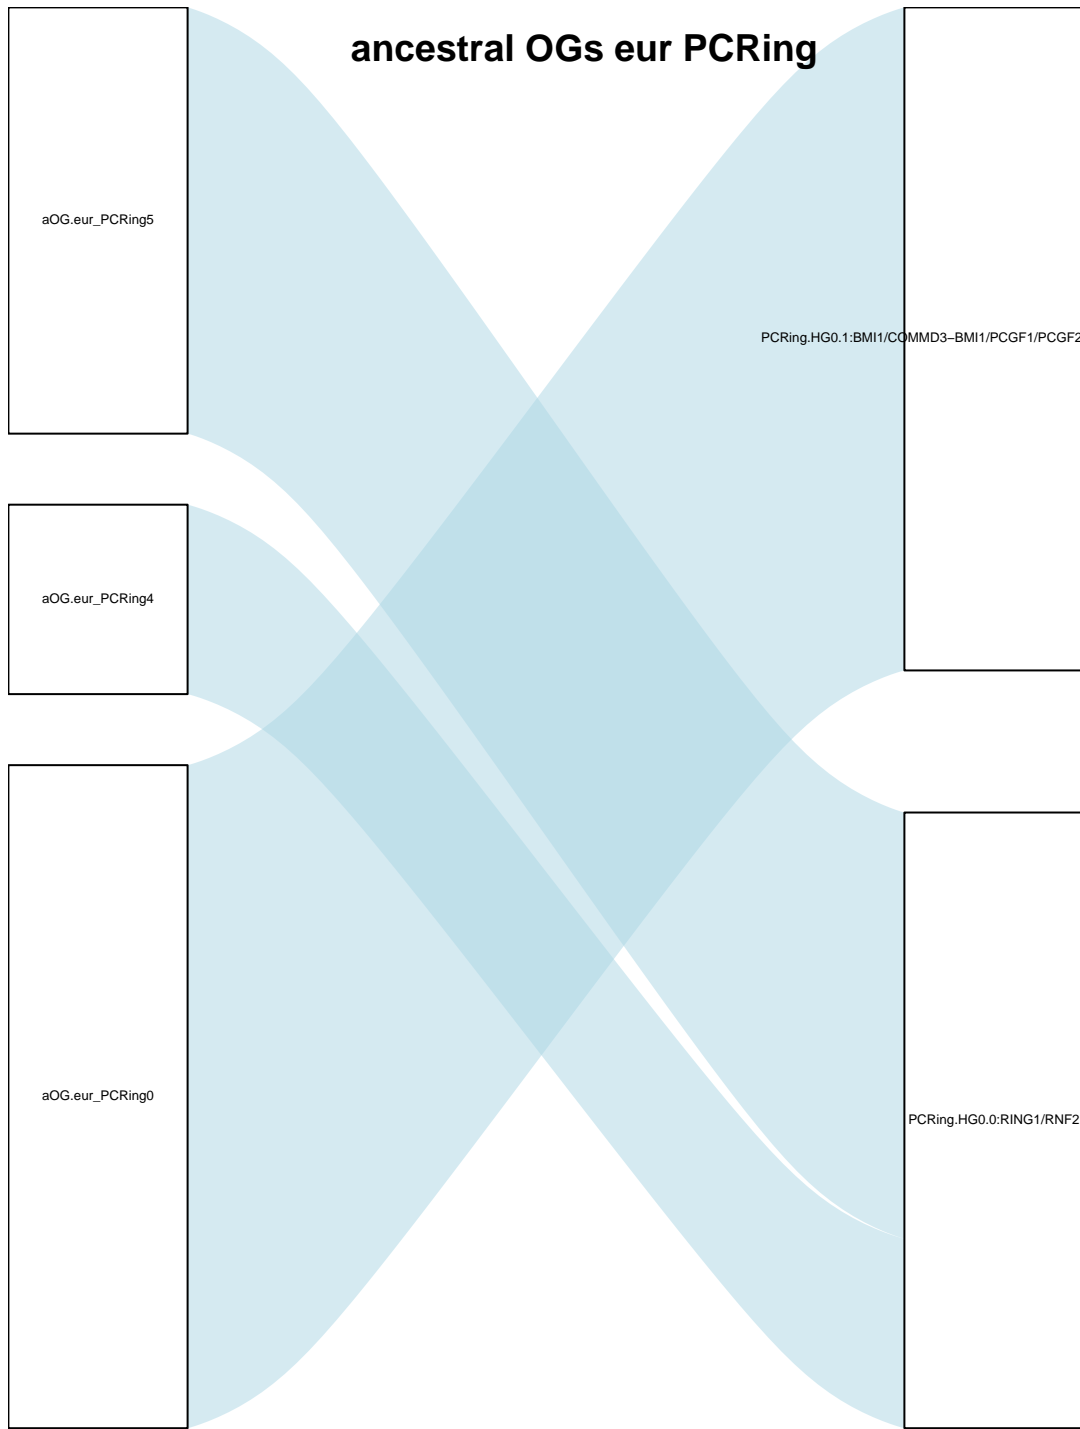 ancestral OGs eur PCRing
aOG.eur_PCRing5
PCRing.HG0.1:BMI1/COMMD3−BMI1/PCGF1/PCGF2
aOG.eur_PCRing4
aOG.eur_PCRing0
PCRing.HG0.0:RING1/RNF2